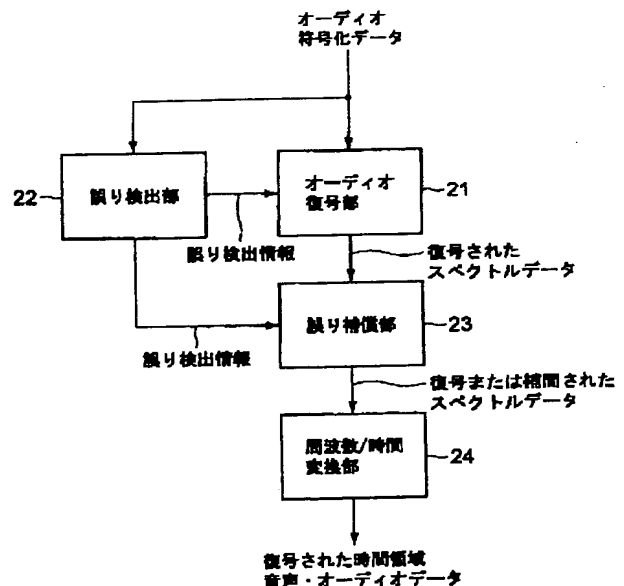 オーディオ
符号化データ
22
誤り検出部
オーディオ
復号部
21
誤り検出情報
復号された
スペクトルデータ
誤り補償部
23
誤り検出情報
復号または補間された
スペクトルデータ
周波数/時間
変換部
24
復号された時間領域
音声・オーディオデータ